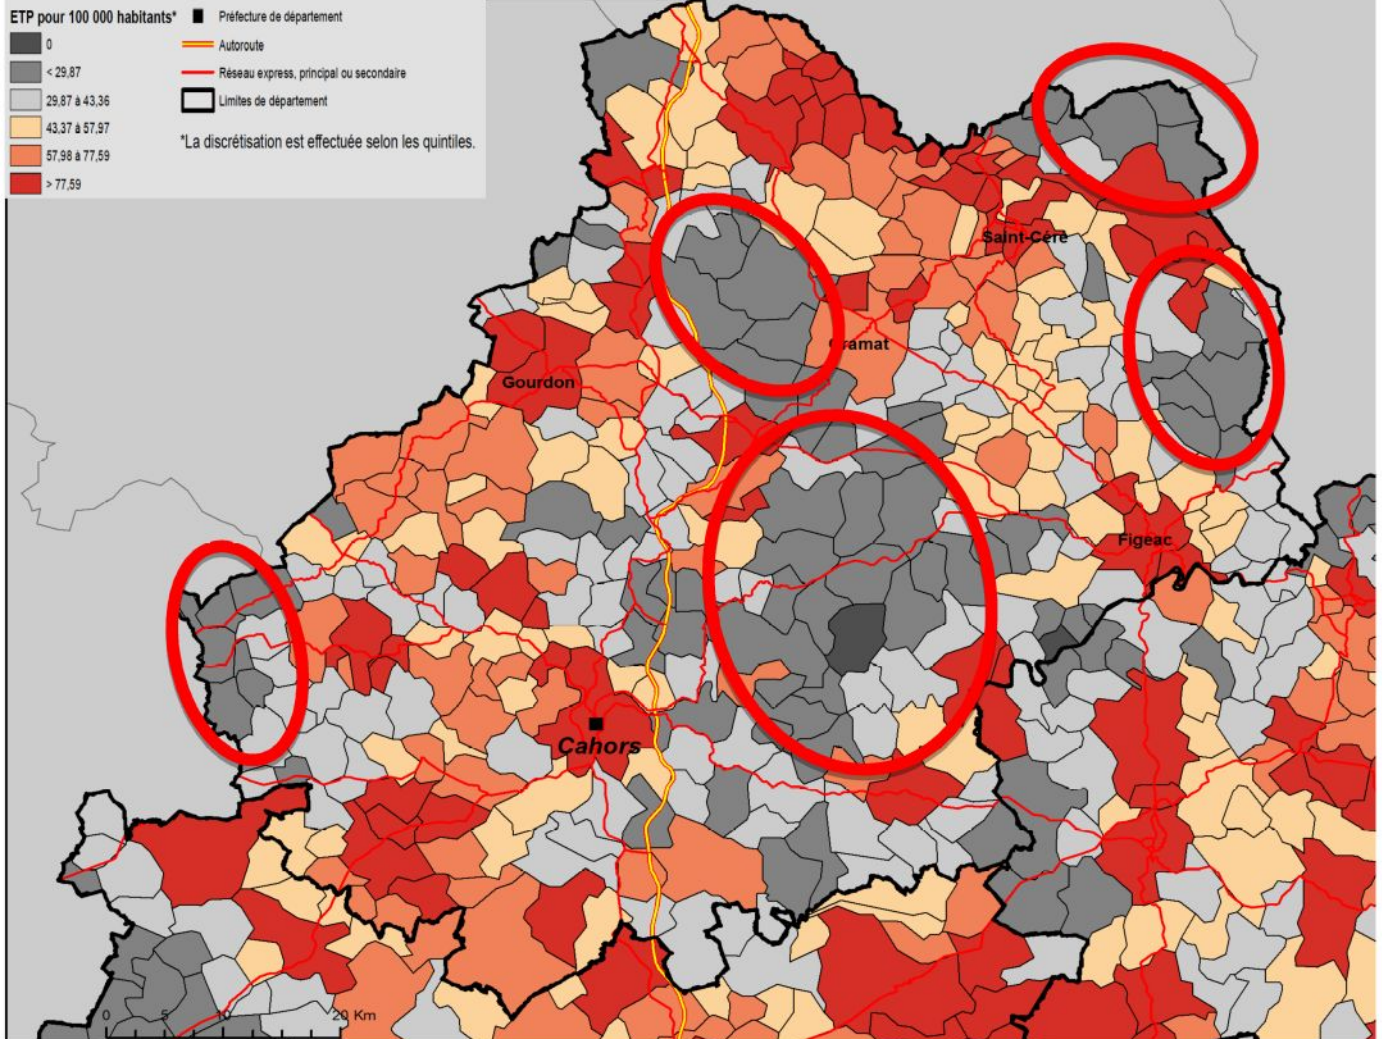 ETP pour 100 000 habitants*
0
< 29,87
29,87 à 43,36
43,37 à 57,97
57,98 à 77,59
> 77,59
Préfecture de département
Autoroute
Réseau express, principal ou secondaire
Limites de département
*La discrétisation est effectuée selon les quintiles.
Saint-Céré
Gramat
Gourdon
Figeac
Cahors
0 5 10 20 Km